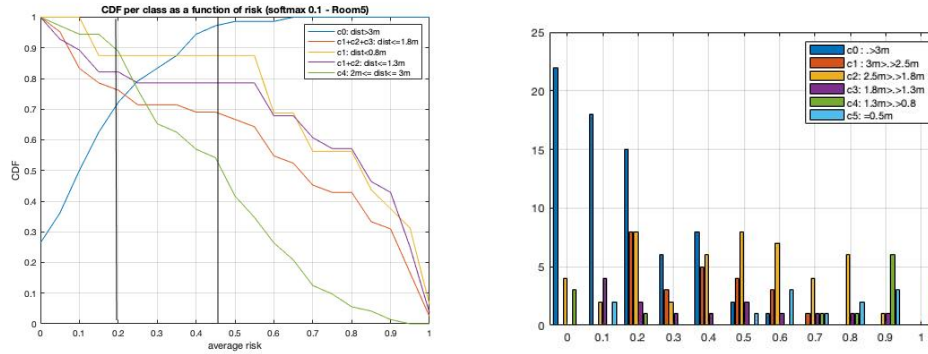 CDF per class as a function of risk (softmax 0.1 - Room5)
c0: dist>3m
c1+c2+c3: dist<=1.8m
c1: dist<0.8m
c1+c2: dist<=1.3m
c4: 2m<= dist<= 3m
1
0.9
0.8
0.7
0.6
0.5
0.4
0.3
0.2
0.1
0
CDF
0 0.1 0.2 0.3 0.4 0.5 0.6 0.7 0.8 0.9 1
average risk
25
20
15
10
5
0
c0: .>3m
c1 : 3m>.>2.5m
c2: 2.5m>.>1.8m
c3: 1.8m>.>1.3m
c4: 1.3m>.>0.8
c5: =0.5m
0 0.1 0.2 0.3 0.4 0.5 0.6 0.7 0.8 0.9 1